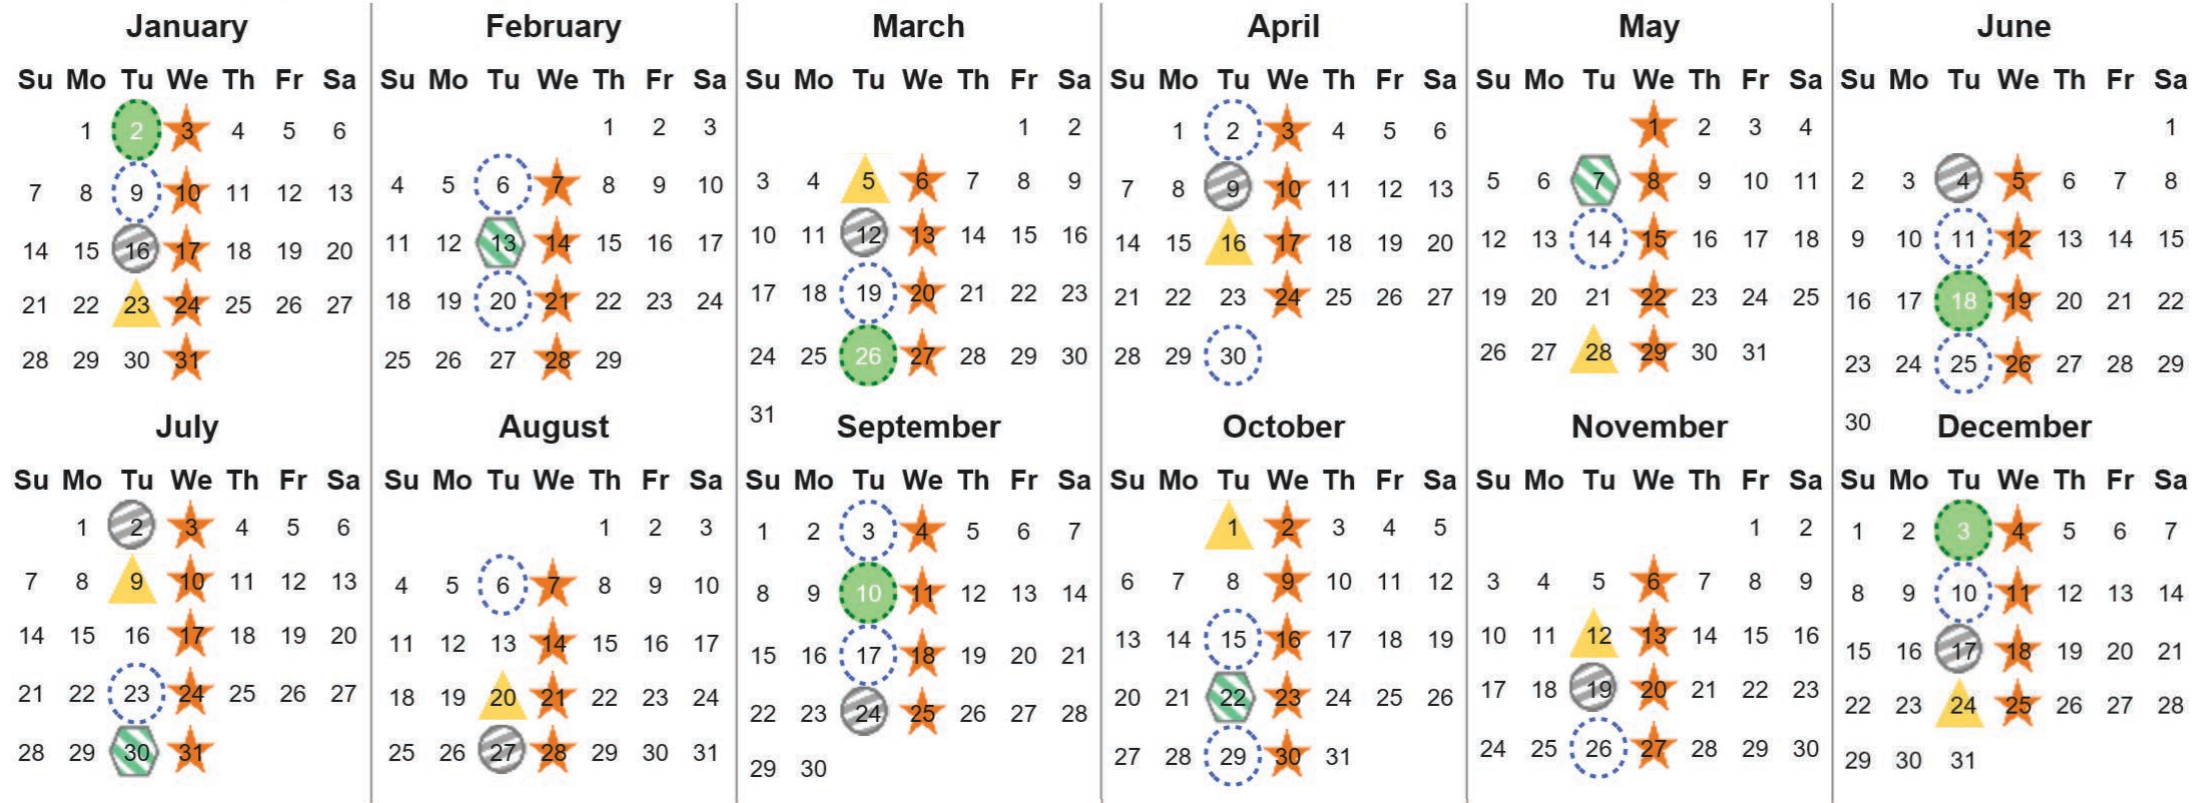 January
Su Mo Tu We Th Fr Sa
1 2 3 4 5 6
7 8 9 10 11 12 13
14 15 16 17 18 19 20
21 22 23 24 25 26 27
28 29 30 31
February
Su Mo Tu We Th Fr Sa
1 2 3
4 5 6 7 8 9 10
11 12 13 14 15 16 17
18 19 20 21 22 23 24
25 26 27 28 29
March
Su Mo Tu We Th Fr Sa
1 2
3 4 5 6 7 8 9
10 11 12 13 14 15 16
17 18 19 20 21 22 23
24 25 26 27 28 29 30
31
April
Su Mo Tu We Th Fr Sa
1 2 3 4 5 6
7 8 9 10 11 12 13
14 15 16 17 18 19 20
21 22 23 24 25 26 27
28 29 30
May
Su Mo Tu We Th Fr Sa
1 2 3 4
5 6 7 8 9 10 11
12 13 14 15 16 17 18
19 20 21 22 23 24 25
26 27 28 29 30 31
June
Su Mo Tu We Th Fr Sa
1
2 3 4 5 6 7 8
9 10 11 12 13 14 15
16 17 18 19 20 21 22
23 24 25 26 27 28 29
30
July
Su Mo Tu We Th Fr Sa
1 2 3 4 5 6
7 8 9 10 11 12 13
14 15 16 17 18 19 20
21 22 23 24 25 26 27
28 29 30 31
August
Su Mo Tu We Th Fr Sa
1 2 3
4 5 6 7 8 9 10
11 12 13 14 15 16 17
18 19 20 21 22 23 24
25 26 27 28 29 30 31
September
Su Mo Tu We Th Fr Sa
1 2 3 4 5 6 7
8 9 10 11 12 13 14
15 16 17 18 19 20 21
22 23 24 25 26 27 28
29 30
October
Su Mo Tu We Th Fr Sa
1 2 3 4 5
6 7 8 9 10 11 12
13 14 15 16 17 18 19
20 21 22 23 24 25 26
27 28 29 30 31
November
Su Mo Tu We Th Fr Sa
1 2
3 4 5 6 7 8 9
10 11 12 13 14 15 16
17 18 19 20 21 22 23
24 25 26 27 28 29 30
December
Su Mo Tu We Th Fr Sa
1 2 3 4 5 6 7
8 9 10 11 12 13 14
15 16 17 18 19 20 21
22 23 24 25 26 27 28
29 30 31